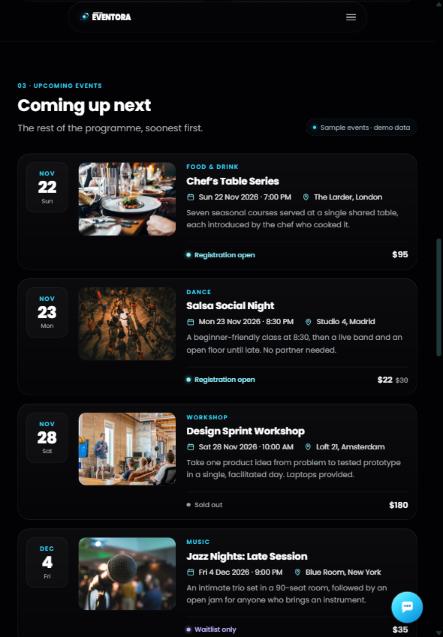 EVENTORA
03 · UPCOMING EVENTS
Coming up next
The rest of the programme, soonest first.
Sample events · demo data
NOV
22
Sun
FOOD & DRINK
Chef's Table Series
Sun 22 Nov 2026 · 7:00 PM The Larder, London
Seven seasonal courses served at a single shared table,
each introduced by the chef who cooked it.
Registration open $95
NOV
23
Mon
DANCE
Salsa Social Night
Mon 23 Nov 2026 · 8:30 PM Studio 4, Madrid
A beginner-friendly class at 8:30, then a live band and an
open floor until late. No partner needed.
Registration open $22 $30
NOV
28
Sat
WORKSHOP
Design Sprint Workshop
Sat 28 Nov 2026 · 10:00 AM Loft 21, Amsterdam
Take one product idea from problem to tested prototype
in a single, facilitated day. Laptops provided.
Sold out $180
DEC
4
Fri
MUSIC
Jazz Nights: Late Session
Fri 4 Dec 2026 · 9:00 PM Blue Room, New York
An intimate trio set in a 90-seat room, followed by an
open jam for anyone who brings an instrument.
Waitlist only $35